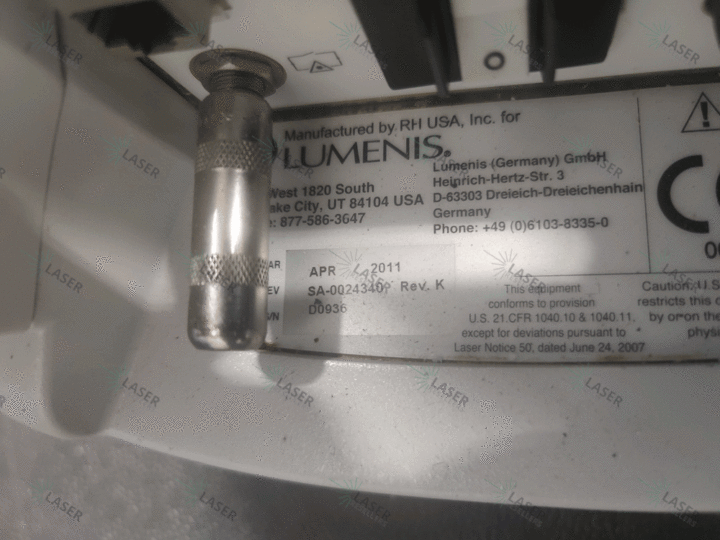 Manufactured by RH USA, Inc. for
LUMENIS®
West 1820 South
ake City, UT 84104 USA
e: 877-586-3647
Lumenis (Germany) GmbH
Heinrich-Hertz-Str. 3
D-63303 Dreieich-Dreieichenhain
Germany
Phone: +49 (0)6103-8335-0
AR APR 2011
EV SA-0024340, Rev. K
S/N D0936
This equipment
conforms to provision
U.S. 21 CFR 1040.10 & 1040.11,
except for deviations pursuant to
Laser Notice 50, dated June 24, 2007
Caution: U.S
restricts this
by or on the
physi
CE
LASER